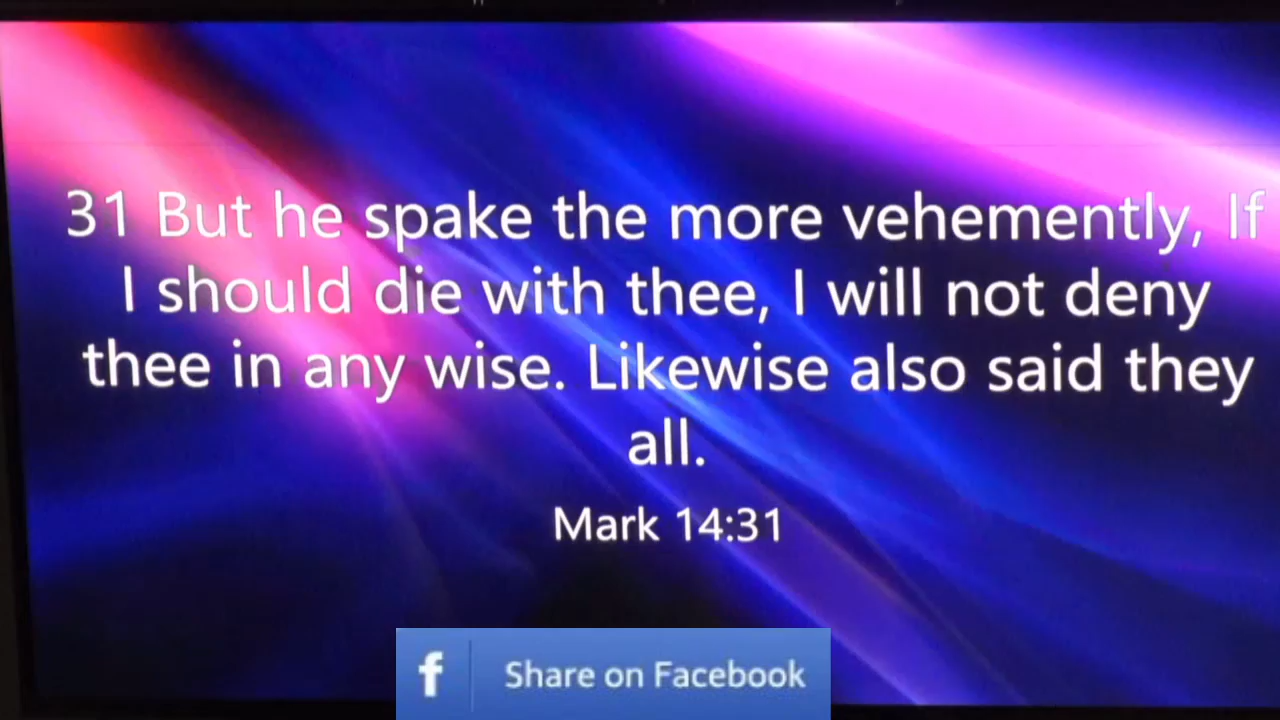 31 But he spake the more vehemently, If
I should die with thee, I will not deny
thee in any wise. Likewise also said they
all.
Mark 14:31
f Share on Facebook